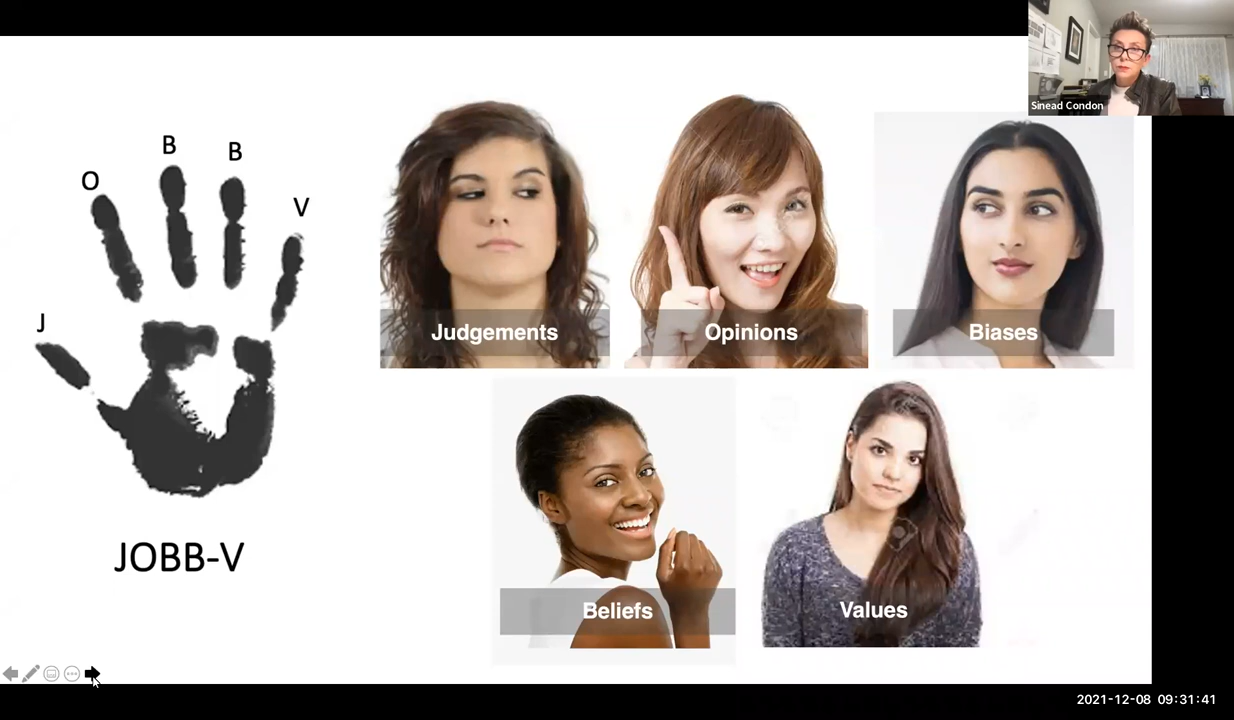 Sinead Condon
B
B
O
V
J
JOBB-V
Judgements
Opinions
Biases
Beliefs
Values
2021-12-08 09:31:41